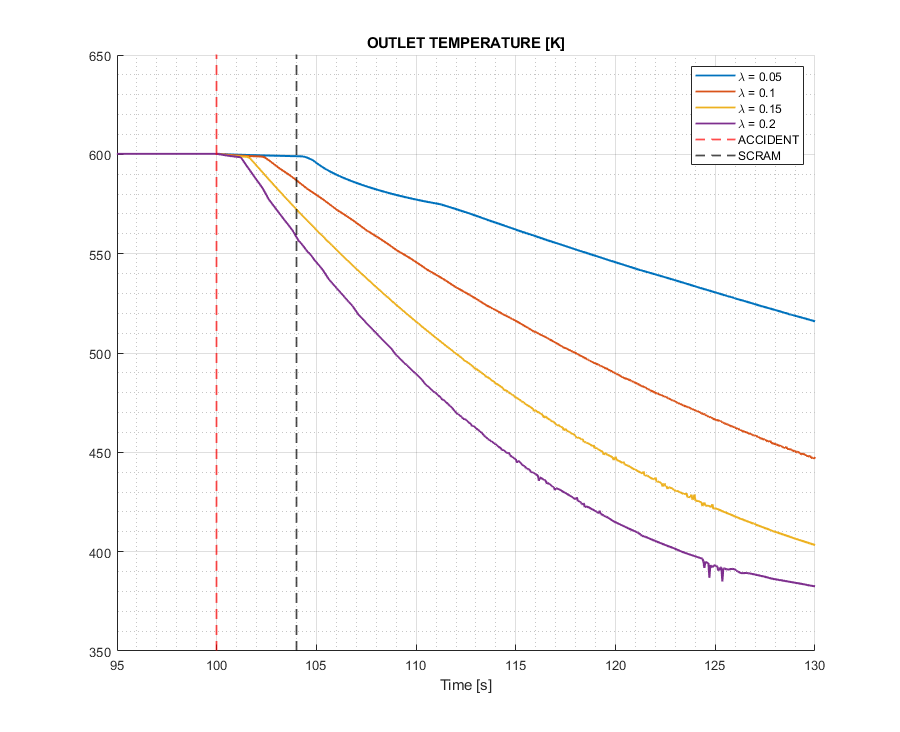 OUTLET TEMPERATURE [K]
650
600
550
500
450
400
350
λ = 0.05
λ = 0.1
λ = 0.15
λ = 0.2
ACCIDENT
SCRAM
95 100 105 110 115 120 125 130
Time [s]